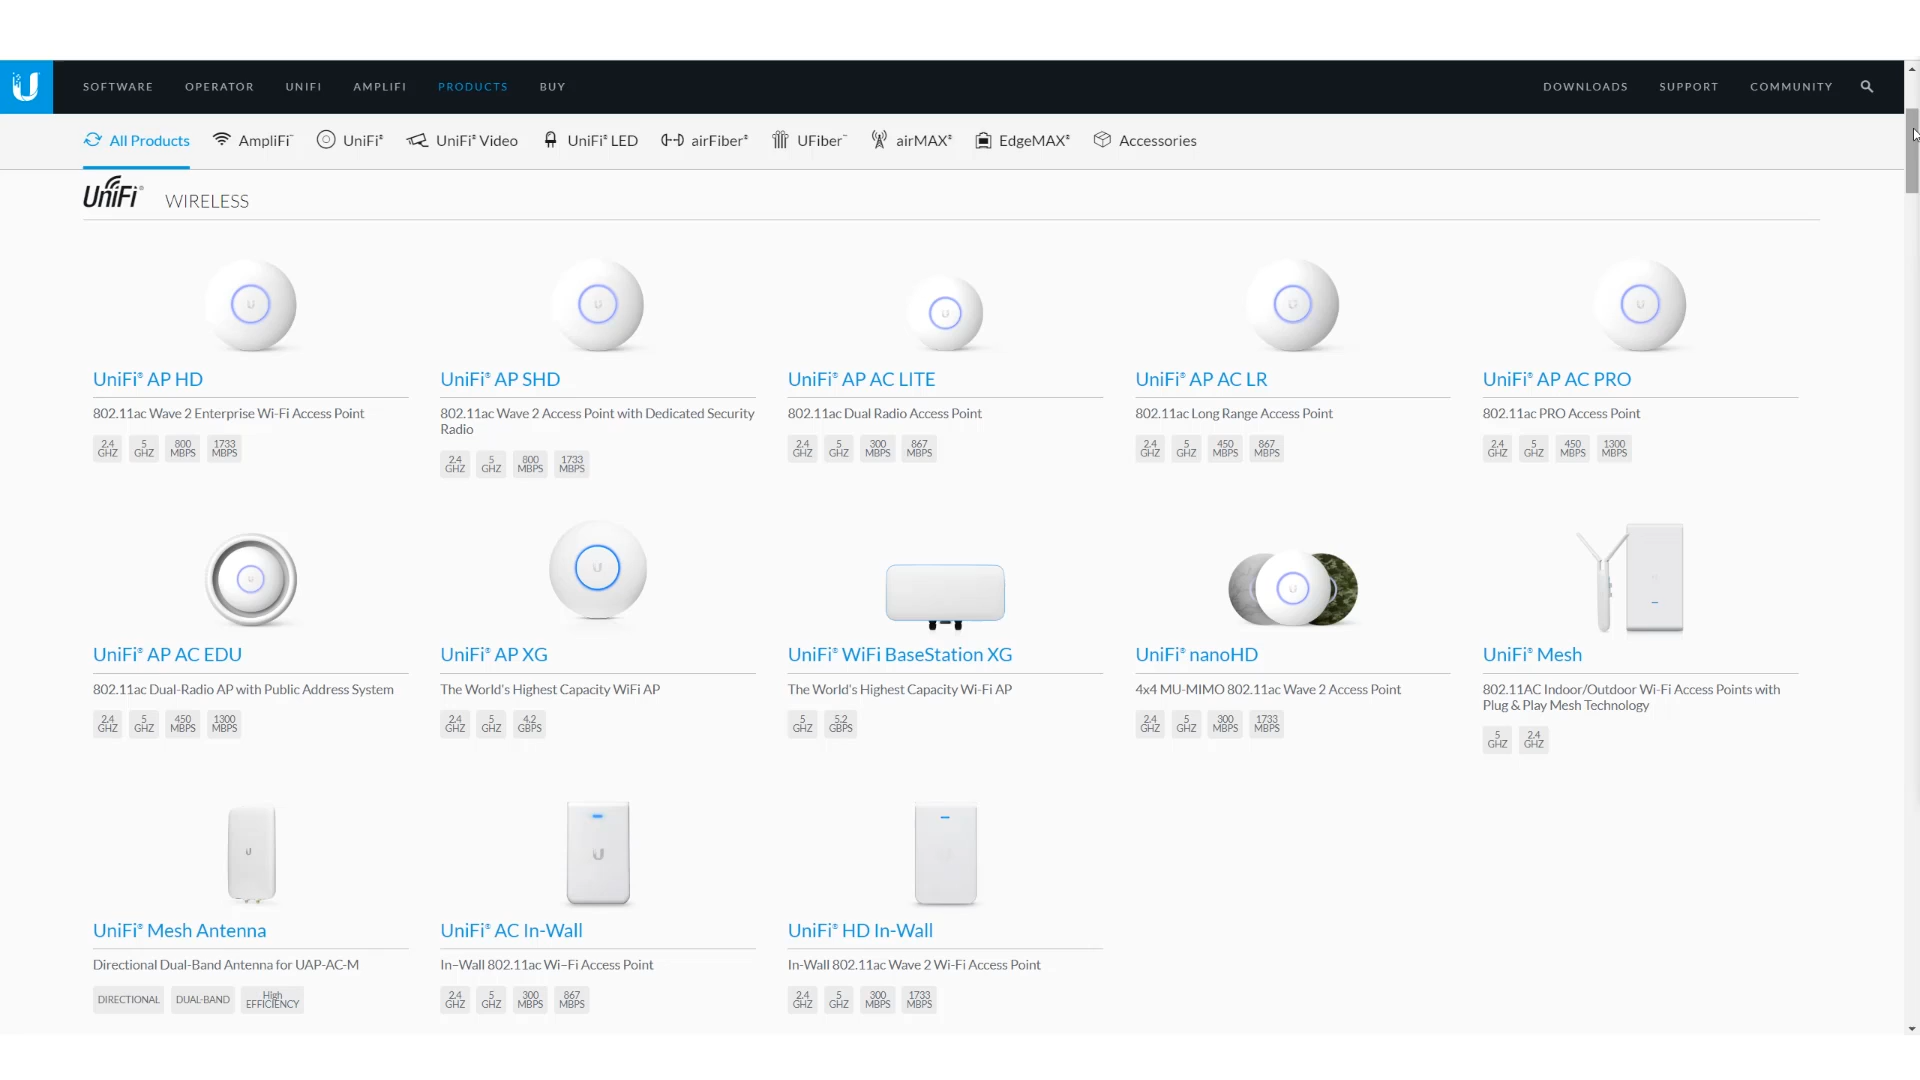 SOFTWARE OPERATOR UNIFI AMPLIFI PRODUCTS BUY DOWNLOADS SUPPORT COMMUNITY
All Products AmpliFi™ UniFi® UniFi® Video UniFi® LED airFiber® UFiber™ airMAX® EdgeMAX® Accessories
UniFi® WIRELESS
UniFi® AP HD
802.11ac Wave 2 Enterprise Wi-Fi Access Point
2.4 GHZ 5 GHZ 800 MBPS 1733 MBPS
UniFi® AP SHD
802.11ac Wave 2 Access Point with Dedicated Security
Radio
2.4 GHZ 5 GHZ 800 MBPS 1733 MBPS
UniFi® AP AC LITE
802.11ac Dual Radio Access Point
2.4 GHZ 5 GHZ 300 MBPS 867 MBPS
UniFi® AP AC LR
802.11ac Long Range Access Point
2.4 GHZ 5 GHZ 450 MBPS 867 MBPS
UniFi® AP AC PRO
802.11ac PRO Access Point
2.4 GHZ 5 GHZ 450 MBPS 1300 MBPS
UniFi® AP AC EDU
802.11ac Dual-Radio AP with Public Address System
2.4 GHZ 5 GHZ 450 MBPS 1300 MBPS
UniFi® AP XG
The World's Highest Capacity WiFi AP
2.4 GHZ 5 GHZ 4.2 GBPS
UniFi® WiFi BaseStation XG
The World's Highest Capacity Wi-Fi AP
5 GHZ 5.2 GBPS
UniFi® nanoHD
4x4 MU-MIMO 802.11ac Wave 2 Access Point
2.4 GHZ 5 GHZ 300 MBPS 1733 MBPS
UniFi® Mesh
802.11AC Indoor/Outdoor Wi-Fi Access Points with
Plug & Play Mesh Technology
5 GHZ 2.4 GHZ
UniFi® Mesh Antenna
Directional Dual-Band Antenna for UAP-AC-M
DIRECTIONAL DUAL-BAND High EFFICIENCY
UniFi® AC In-Wall
In–Wall 802.11ac Wi–Fi Access Point
2.4 GHZ 5 GHZ 300 MBPS 867 MBPS
UniFi® HD In-Wall
In-Wall 802.11ac Wave 2 Wi-Fi Access Point
2.4 GHZ 5 GHZ 300 MBPS 1733 MBPS